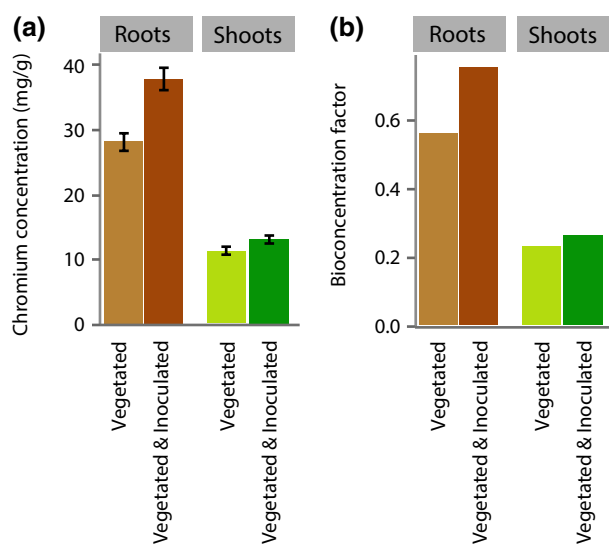 (a)
Roots
Shoots
Chromium concentration (mg/g)
40
30
20
10
0
Vegetated
Vegetated & Inoculated
Vegetated
Vegetated & Inoculated
(b)
Roots
Shoots
Bioconcentration factor
0.6
0.4
0.2
0.0
Vegetated
Vegetated & Inoculated
Vegetated
Vegetated & Inoculated